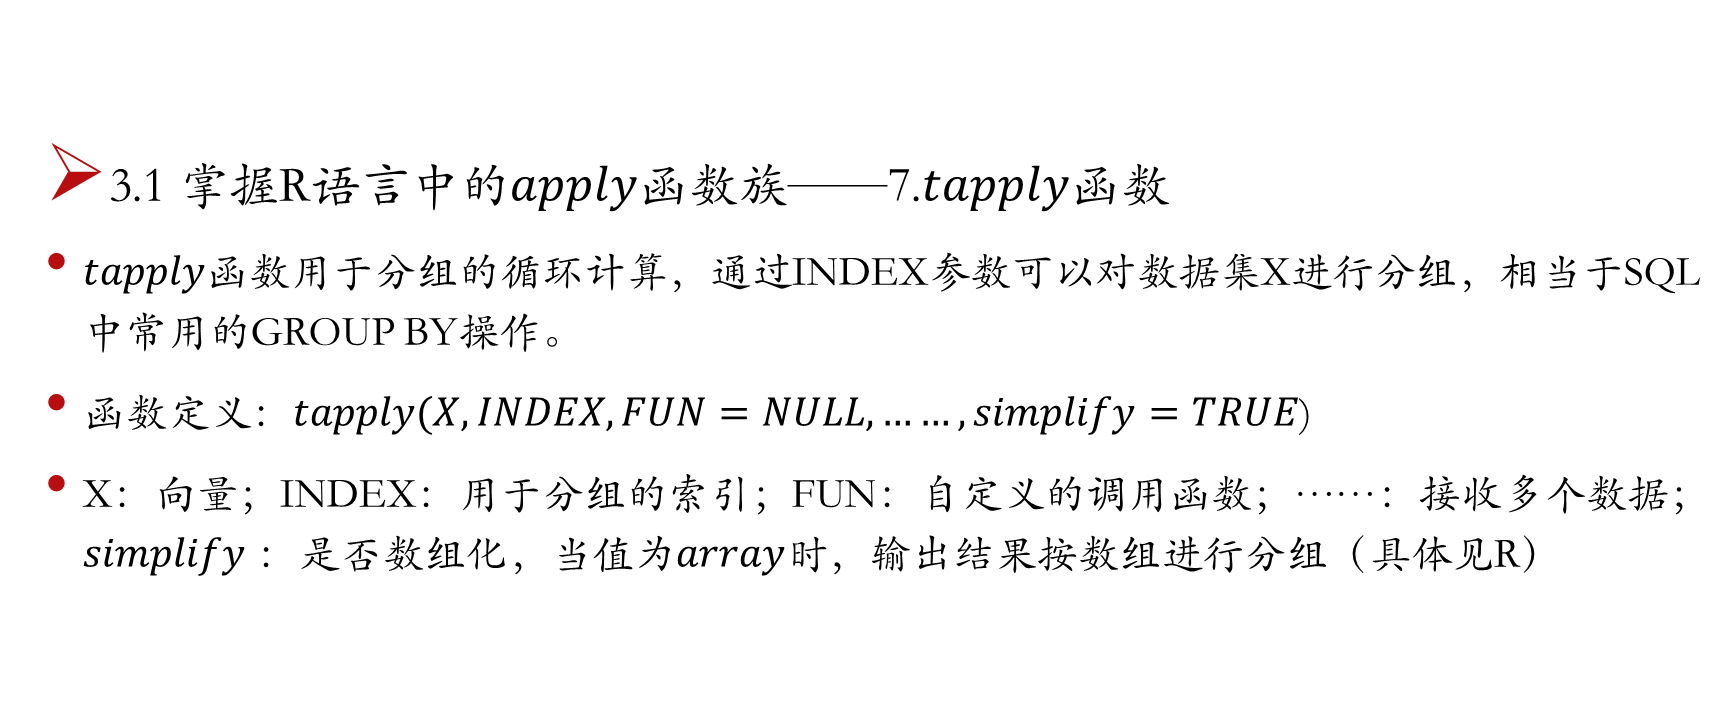 3.1 掌握R语言中的apply函数族——7.tapply函数
tapply函数用于分组的循环计算，通过INDEX参数可以对数据集X进行分组，相当于SQL
中常用的GROUP BY操作。
函数定义：tapply(X,INDEX,FUN = NULL,……,simplify = TRUE)
X：向量；INDEX：用于分组的索引；FUN：自定义的调用函数；……：接收多个数据；
simplify：是否数组化，当值为array时，输出结果按数组进行分组（具体见R）